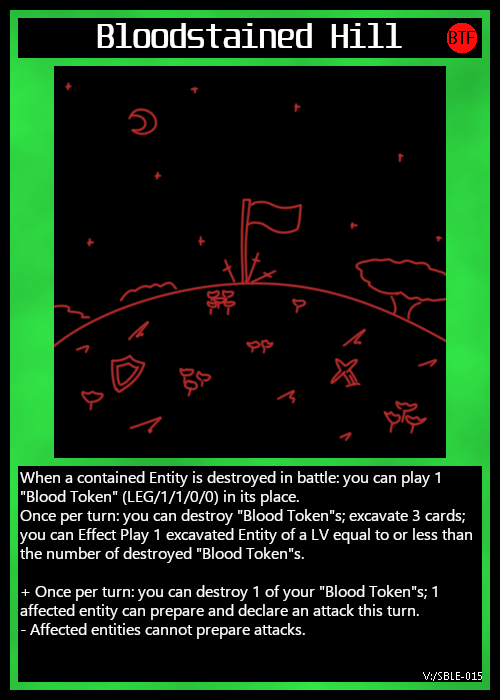 Bloodstained Hill
BTF
When a contained Entity is destroyed in battle: you can play 1
"Blood Token" (LEG/1/1/0/0) in its place.
Once per turn: you can destroy "Blood Token"s; excavate 3 cards;
you can Effect Play 1 excavated Entity of a LV equal to or less than
the number of destroyed "Blood Token"s.
+ Once per turn: you can destroy 1 of your "Blood Token"s; 1
affected entity can prepare and declare an attack this turn.
- Affected entities cannot prepare attacks.
V:/SBLE-015